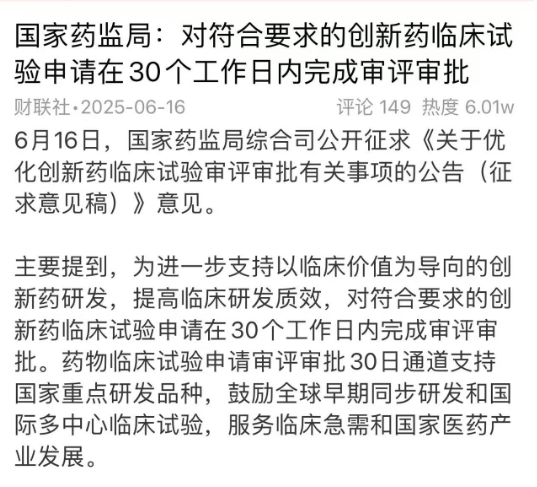 国家药监局：对符合要求的创新药临床试
验申请在30个工作日内完成审评审批
财联社·2025-06-16 评论 149 热度 6.01w
6月16日，国家药监局综合司公开征求《关于优
化创新药临床试验审评审批有关事项的公告（征
求意见稿）》意见。
主要提到，为进一步支持以临床价值为导向的创
新药研发，提高临床研发质效，对符合要求的创
新药临床试验申请在30个工作日内完成审评审
批。药物临床试验申请审评审批30日通道支持
国家重点研发品种，鼓励全球早期同步研发和国
际多中心临床试验，服务临床急需和国家医药产
业发展。